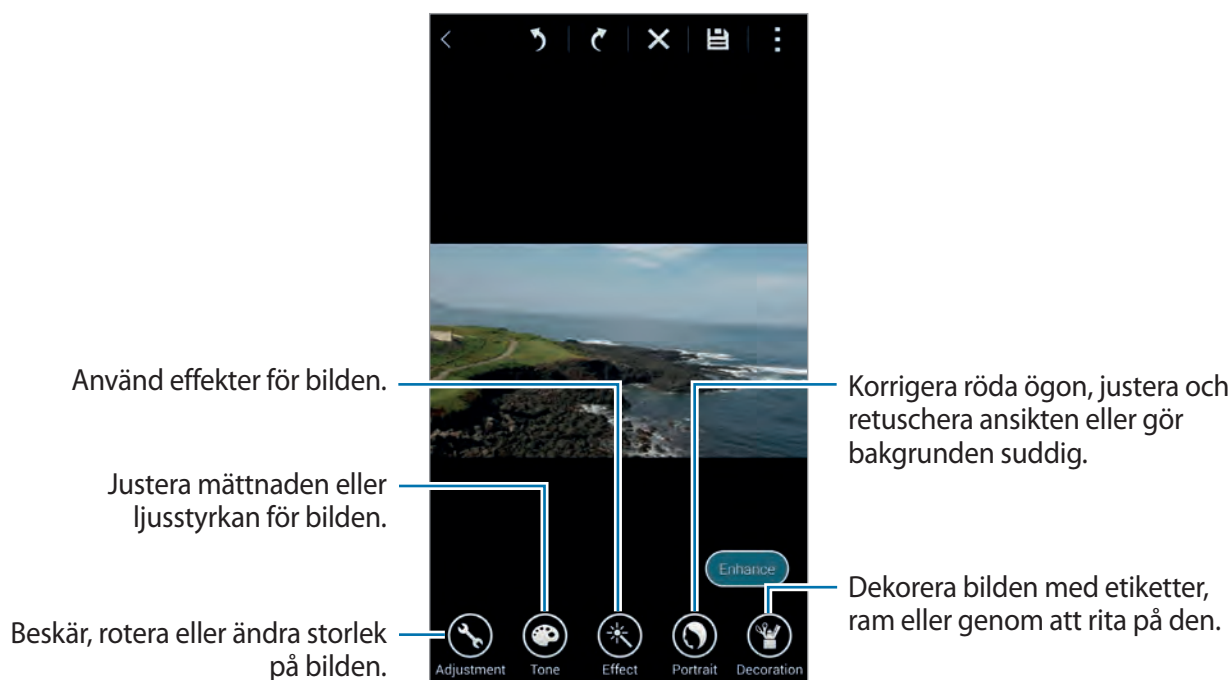 Använd effekter för bilden.
Justera mättnaden eller
ljusstyrkan för bilden.
Beskär, rotera eller ändra storlek
på bilden.
Korrigera röda ögon, justera och
retuschera ansikten eller gör
bakgrunden suddig.
Enhance
Dekorera bilden med etiketter,
ram eller genom att rita på den.
Adjustment Tone Effect Portrait Decoration